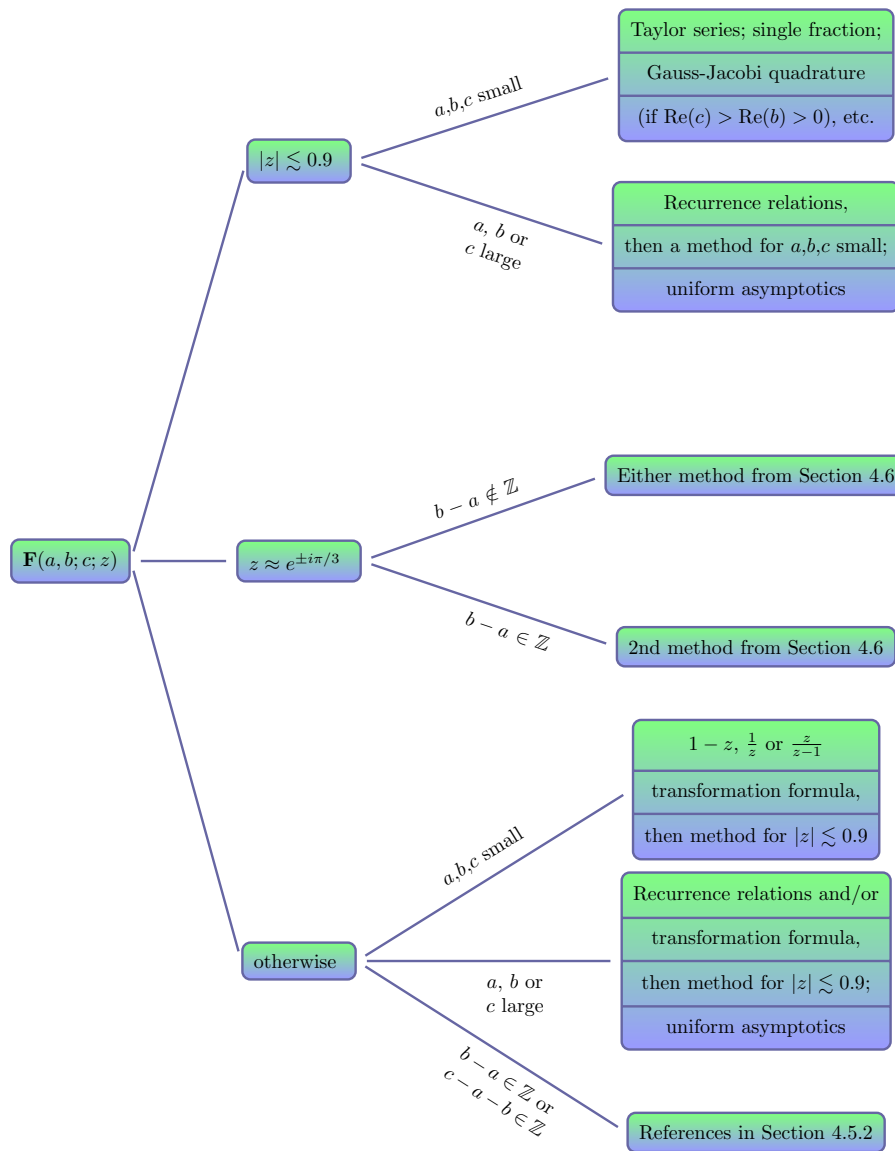 Taylor series; single fraction;
Gauss-Jacobi quadrature
(if Re(c) > Re(b) > 0), etc.
a,b,c small
|z| ≲ 0.9
a, b or
c large
Recurrence relations,
then a method for a,b,c small;
uniform asymptotics
b − a ∉ ℤ
Either method from Section 4.6
F(a, b; c; z)
z ≈ e^{±iπ/3}
b − a ∈ ℤ
2nd method from Section 4.6
1 − z, 1/z or z/(z−1)
transformation formula,
then method for |z| ≲ 0.9
a,b,c small
otherwise
a, b or
c large
Recurrence relations and/or
transformation formula,
then method for |z| ≲ 0.9;
uniform asymptotics
b − a ∈ ℤ or
c − a − b ∈ ℤ
References in Section 4.5.2